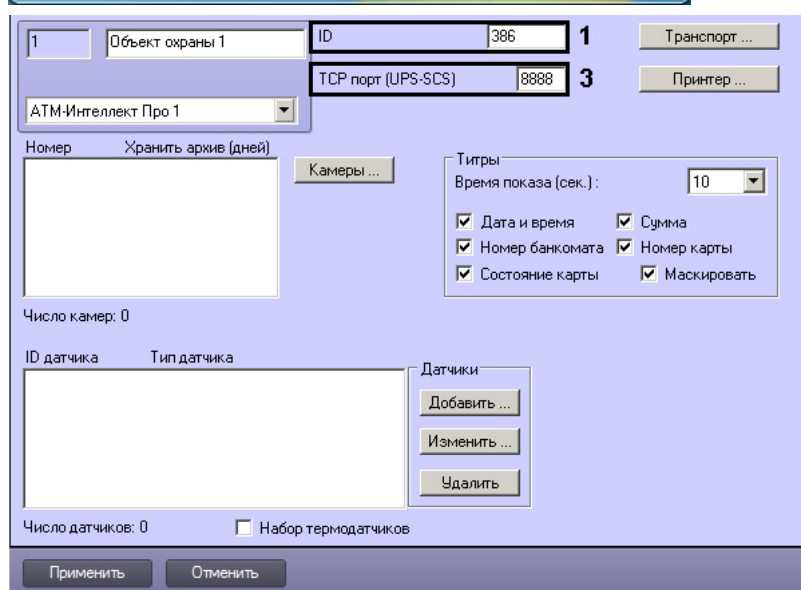 1 Объект охраны 1 ID 386 1 Транспорт ...
TCP порт (UPS-SCS) 8888 3 Принтер ...
АТМ-Интеллект Про 1
Номер Хранить архив (дней)
Камеры ...
Титры
Время показа (сек.) : 10
Дата и время Сумма
Номер банкомата Номер карты
Состояние карты Маскировать
Число камер: 0
ID датчика Тип датчика
Датчики
Добавить ...
Изменить ...
Удалить
Число датчиков: 0 Набор термодатчиков
Применить Отменить